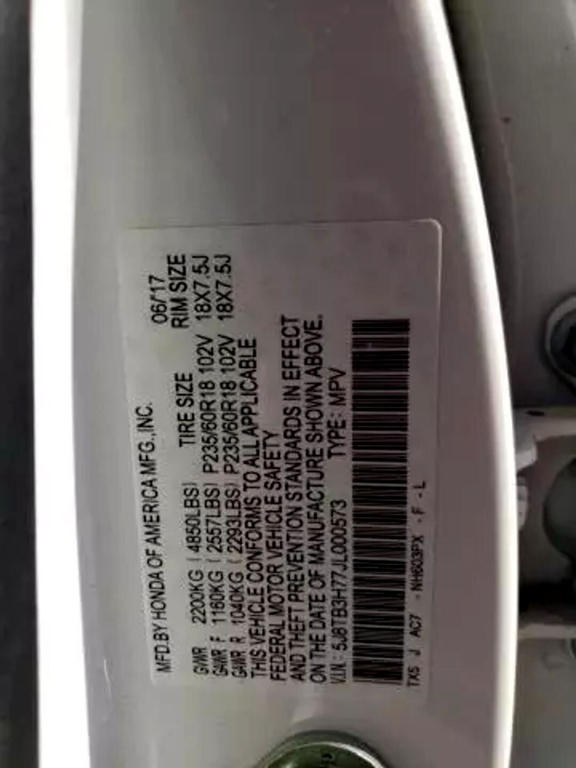 MFD.BY HONDA OF AMERICA MFG.,INC. 06/'17
TIRE SIZE RIM SIZE
GVWR 2200KG ( 4850LBS)
GAWR F 1160KG ( 2557LBS) P235/60R18 102V 18X7.5J
GAWR R 1040KG ( 2293LBS) P235/60R18 102V 18X7.5J
THIS VEHICLE CONFORMS TO ALL APPLICABLE
FEDERAL MOTOR VEHICLE SAFETY
AND THEFT PREVENTION STANDARDS IN EFFECT
ON THE DATE OF MANUFACTURE SHOWN ABOVE.
V.I.N.: 5J8TB3H77JL000573 TYPE: MPV
TX5 J AC7 - NH603PX - F - L